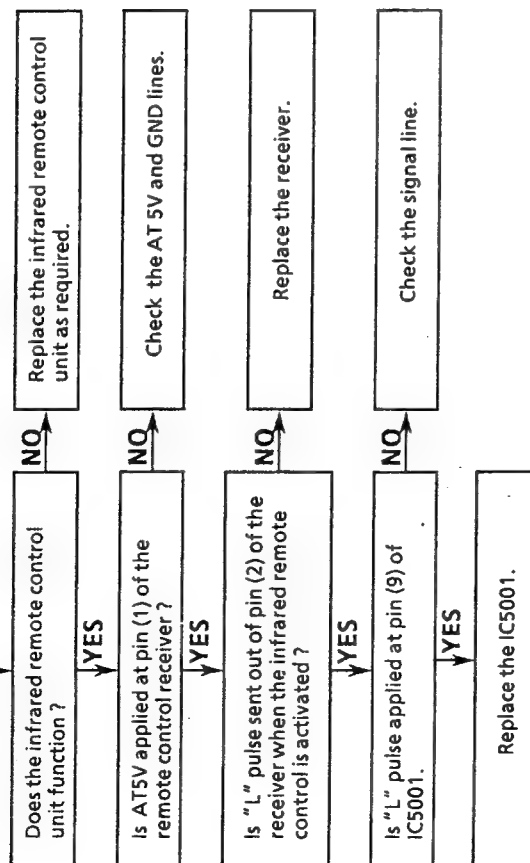 Does the infrared remote control
unit function ?
NO
Replace the infrared remote control
unit as required.
YES
Is AT5V applied at pin (1) of the
remote control receiver ?
NO
Check the AT 5V and GND lines.
YES
Is "L" pulse sent out of pin (2) of the
receiver when the infrared remote
control is activated ?
NO
Replace the receiver.
YES
Is "L" pulse applied at pin (9) of
IC5001.
NO
Check the signal line.
YES
Replace the IC5001.